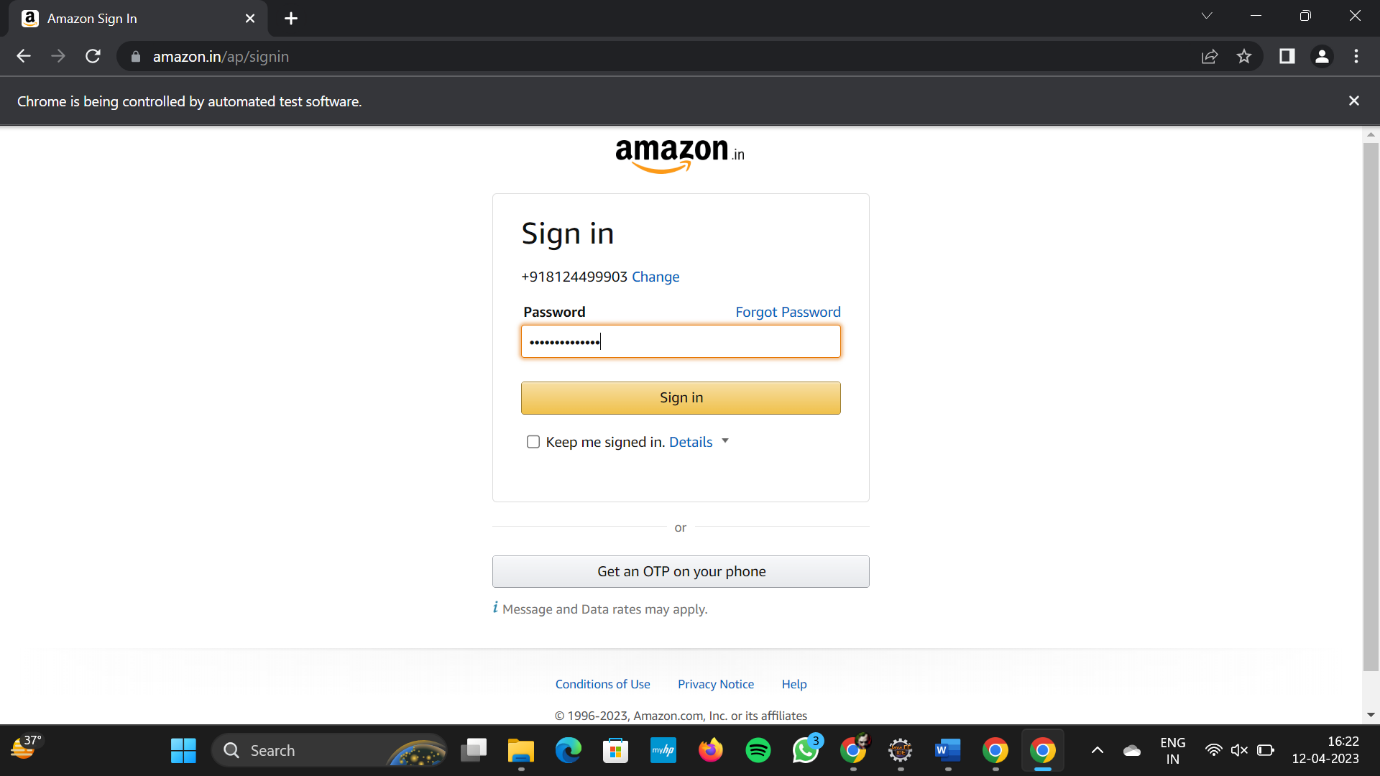 Amazon Sign In
amazon.in/ap/signin
Chrome is being controlled by automated test software.
amazon.in
Sign in
+918124499903 Change
Password Forgot Password
••••••••••••••
Sign in
Keep me signed in. Details
or
Get an OTP on your phone
i Message and Data rates may apply.
Conditions of Use Privacy Notice Help
© 1996-2023, Amazon.com, Inc. or its affiliates
37° Search myhp 3 W ENG 16:22
IN 12-04-2023